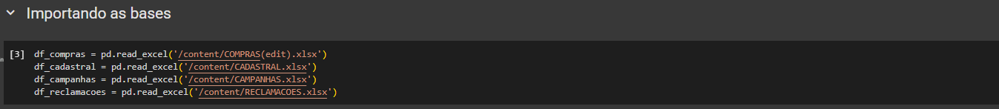 Importando as bases
[3] df_compras = pd.read_excel('/content/COMPRAS(edit).xlsx')
df_cadastral = pd.read_excel('/content/CADASTRAL.xlsx')
df_campanhas = pd.read_excel('/content/CAMPANHAS.xlsx')
df_reclamacoes = pd.read_excel('/content/RECLAMACOES.xlsx')